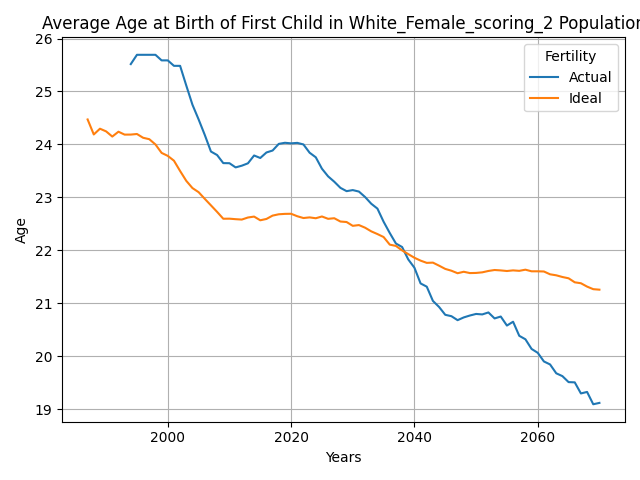 Average Age at Birth of First Child in White_Female_scoring_2 Population
26
25
24
23
22
21
20
19
Age
Fertility
Actual
Ideal
2000
2020
2040
2060
Years